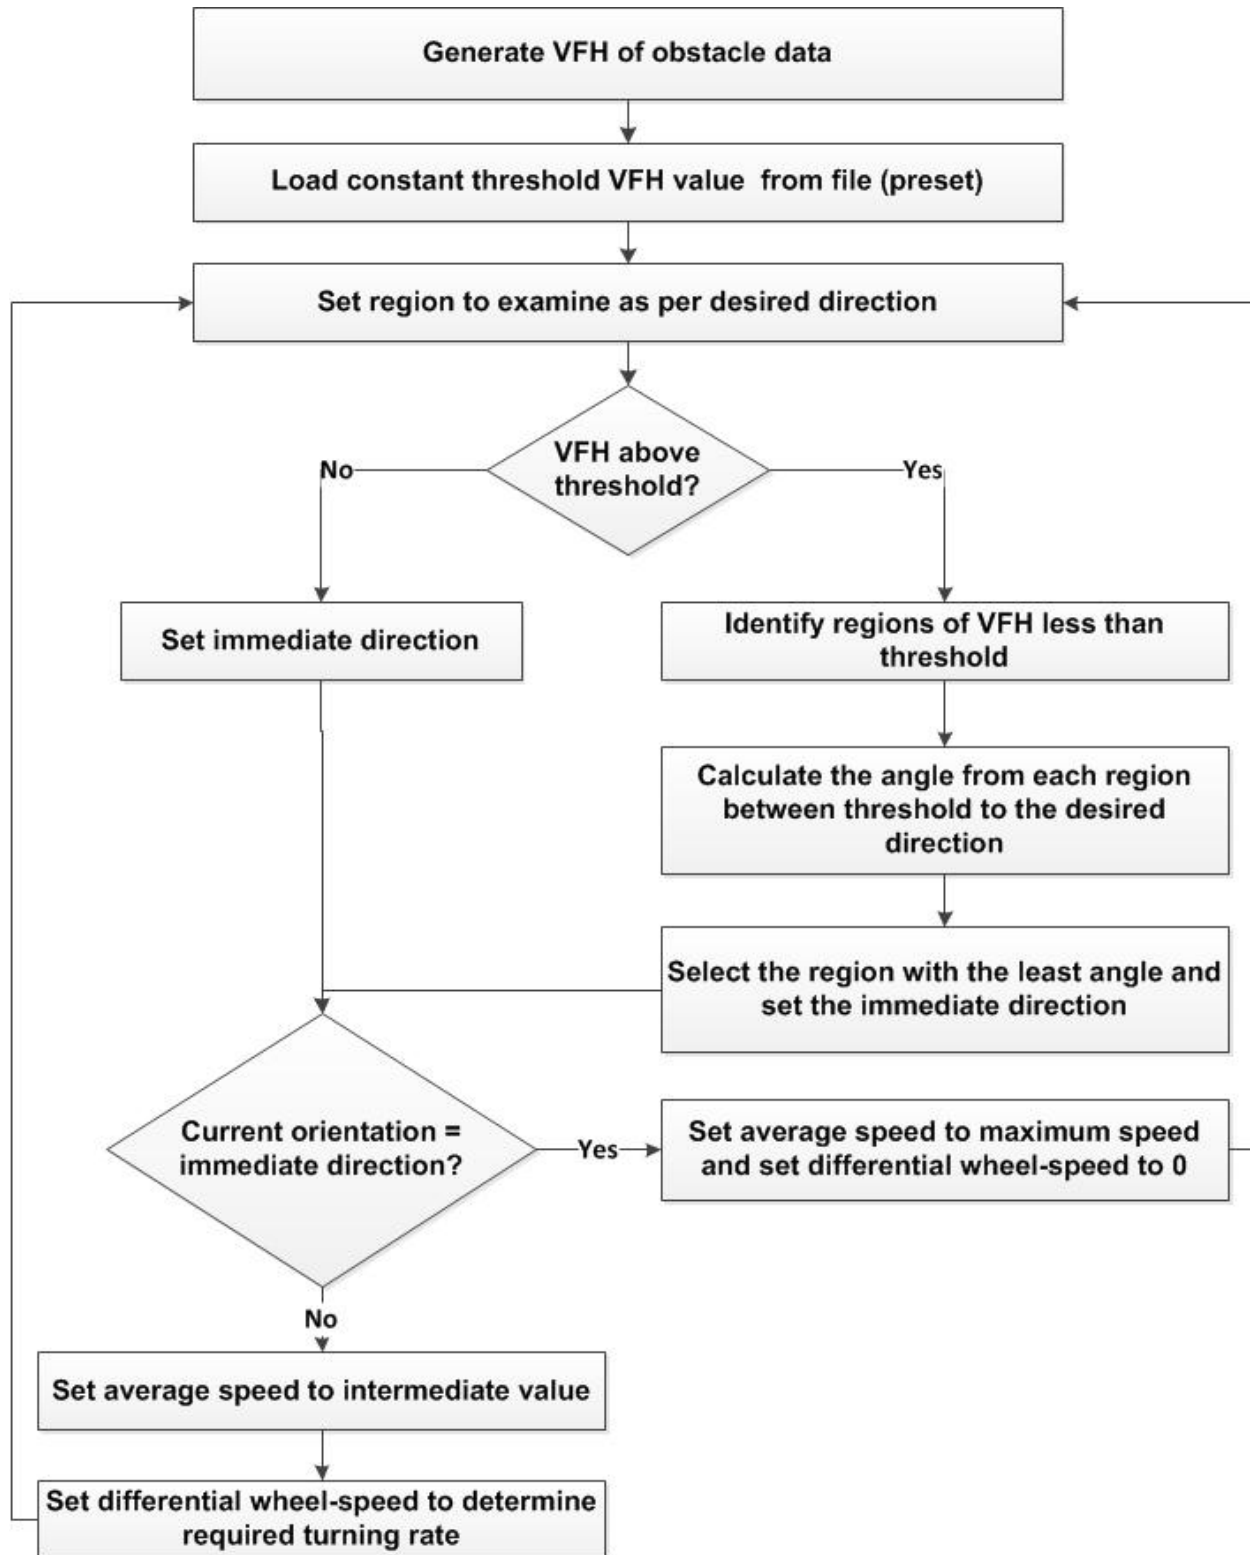 Generate VFH of obstacle data
Load constant threshold VFH value from file (preset)
Set region to examine as per desired direction
VFH above
threshold?
No
Yes
Set immediate direction
Identify regions of VFH less than
threshold
Calculate the angle from each region
between threshold to the desired
direction
Select the region with the least angle and
set the immediate direction
Current orientation =
immediate direction?
Yes
Set average speed to maximum speed
and set differential wheel-speed to 0
No
Set average speed to intermediate value
Set differential wheel-speed to determine
required turning rate